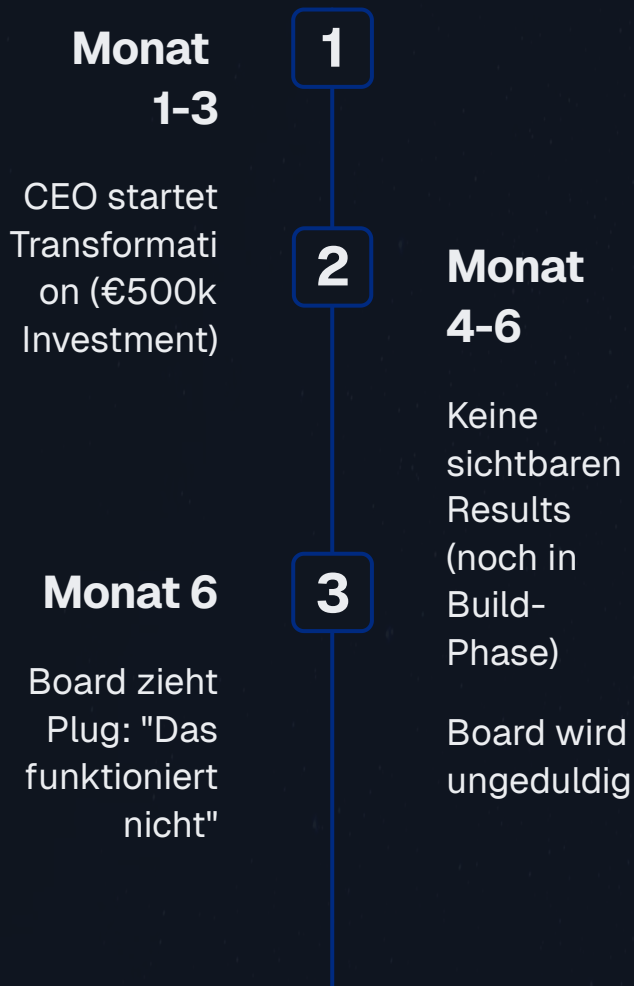 Monat
1-3
1
CEO startet
Transformati
on (€500k
Investment)
2
Monat
4-6
Keine
sichtbaren
Results
(noch in
Build-
Phase)
Board wird
ungeduldig
Monat 6
3
Board zieht
Plug: "Das
funktioniert
nicht"